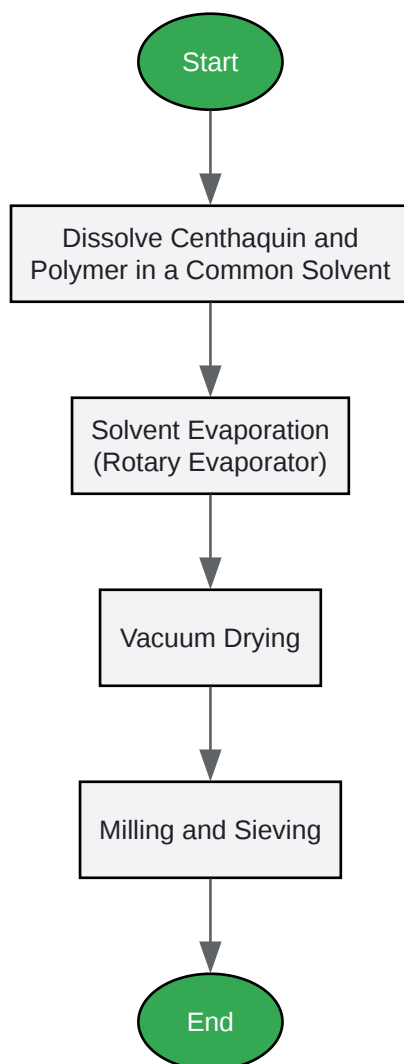 Start
Dissolve Centhaquin and
Polymer in a Common Solvent
Solvent Evaporation
(Rotary Evaporator)
Vacuum Drying
Milling and Sieving
End